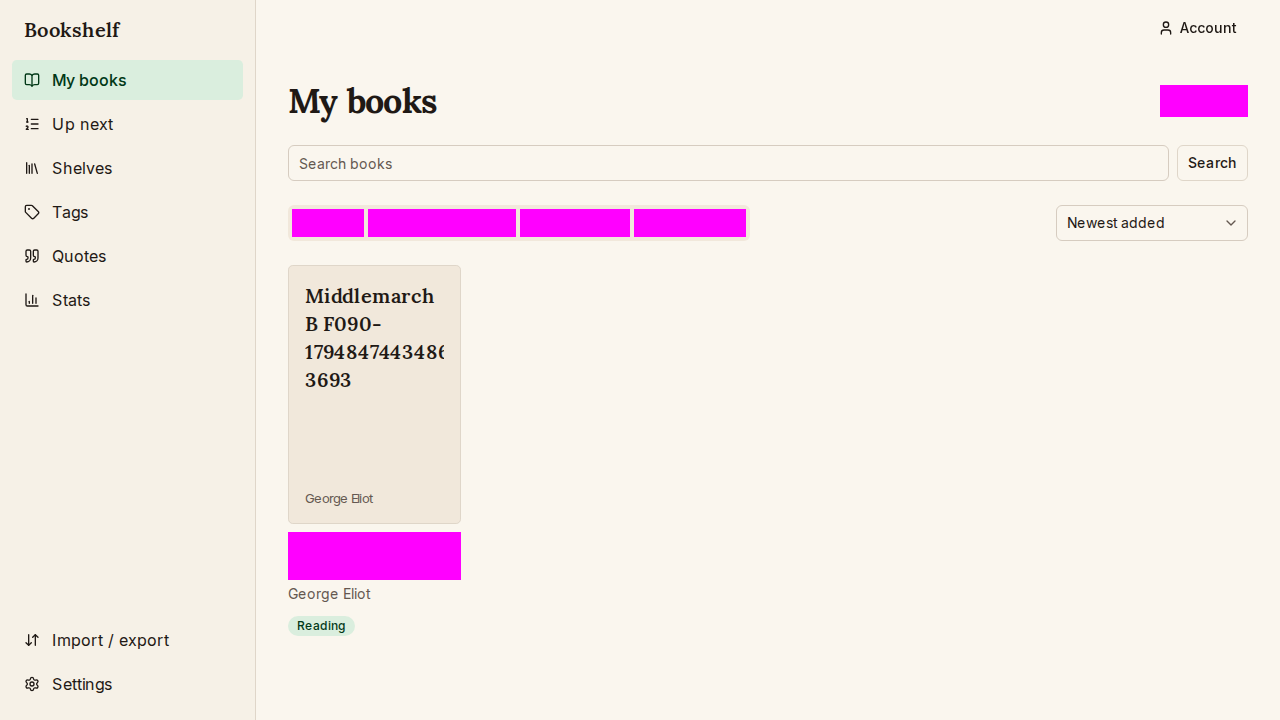 Bookshelf
Account
My books
Up next
Shelves
Tags
Quotes
Stats
Import / export
Settings
My books
Search books
Search
Newest added
Middlemarch
B F090-
1794847443486
3693
George Eliot
George Eliot
Reading